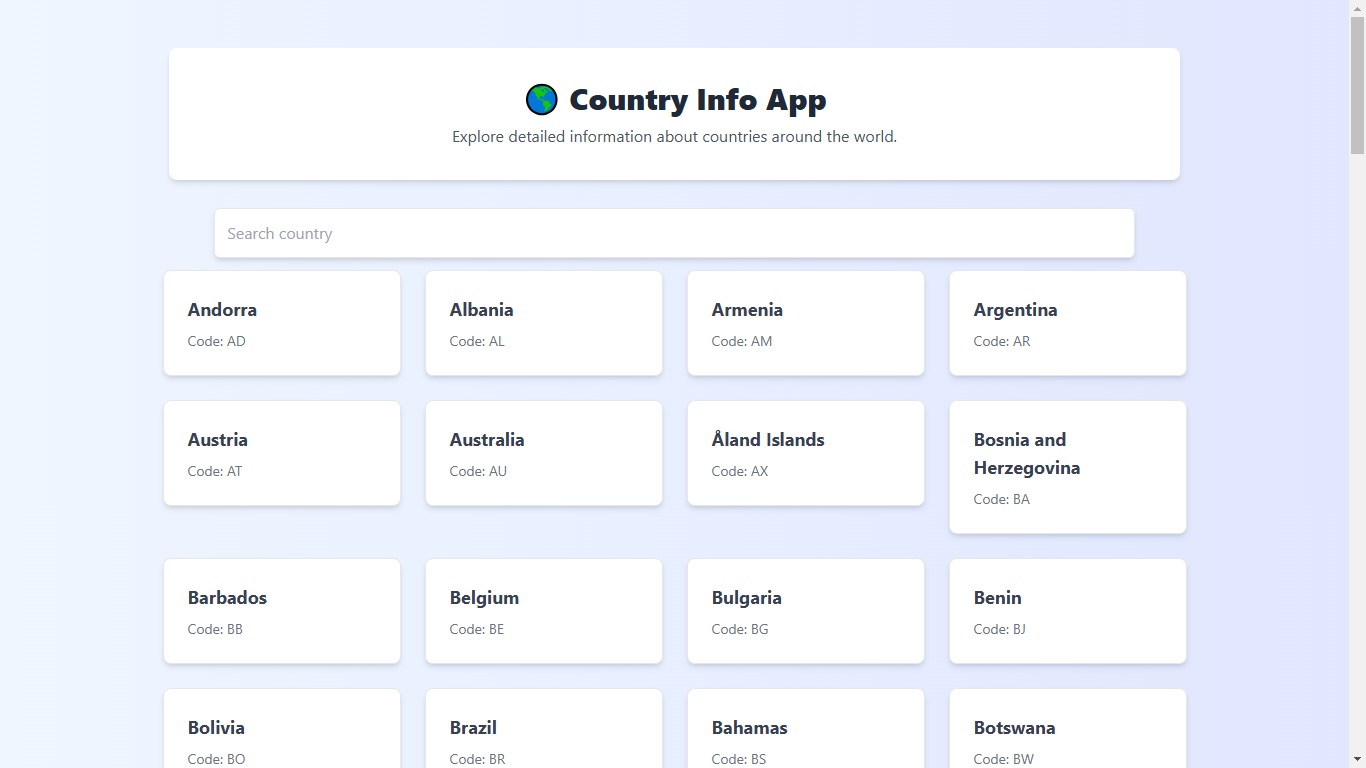 🌎 Country Info App
Explore detailed information about countries around the world.
Search country
Andorra
Code: AD
Albania
Code: AL
Armenia
Code: AM
Argentina
Code: AR
Austria
Code: AT
Australia
Code: AU
Åland Islands
Code: AX
Bosnia and
Herzegovina
Code: BA
Barbados
Code: BB
Belgium
Code: BE
Bulgaria
Code: BG
Benin
Code: BJ
Bolivia
Code: BO
Brazil
Code: BR
Bahamas
Code: BS
Botswana
Code: BW